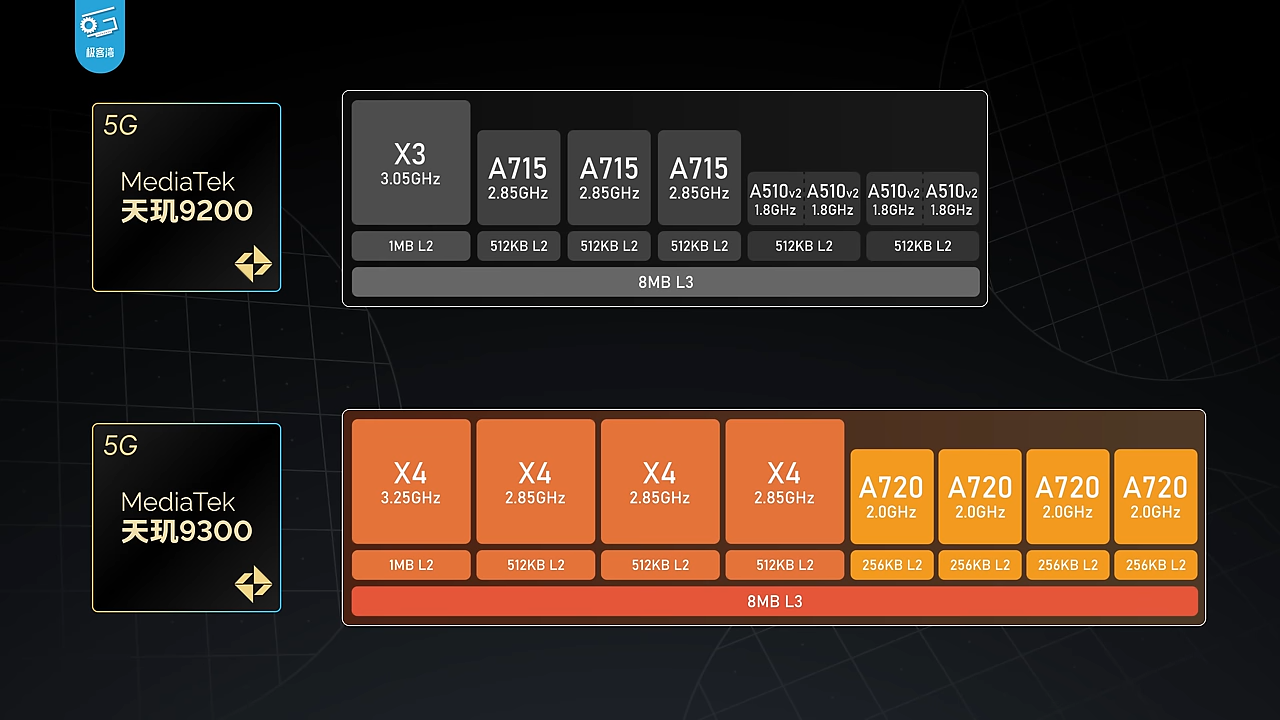 极客湾
5G
MediaTek
天玑9200
X3
3.05GHz
A715
2.85GHz
A715
2.85GHz
A715
2.85GHz
A510v2
1.8GHz
A510v2
1.8GHz
A510v2
1.8GHz
A510v2
1.8GHz
1MB L2
512KB L2
512KB L2
512KB L2
512KB L2
512KB L2
8MB L3
5G
MediaTek
天玑9300
X4
3.25GHz
X4
2.85GHz
X4
2.85GHz
X4
2.85GHz
A720
2.0GHz
A720
2.0GHz
A720
2.0GHz
A720
2.0GHz
1MB L2
512KB L2
512KB L2
512KB L2
256KB L2
256KB L2
256KB L2
256KB L2
8MB L3